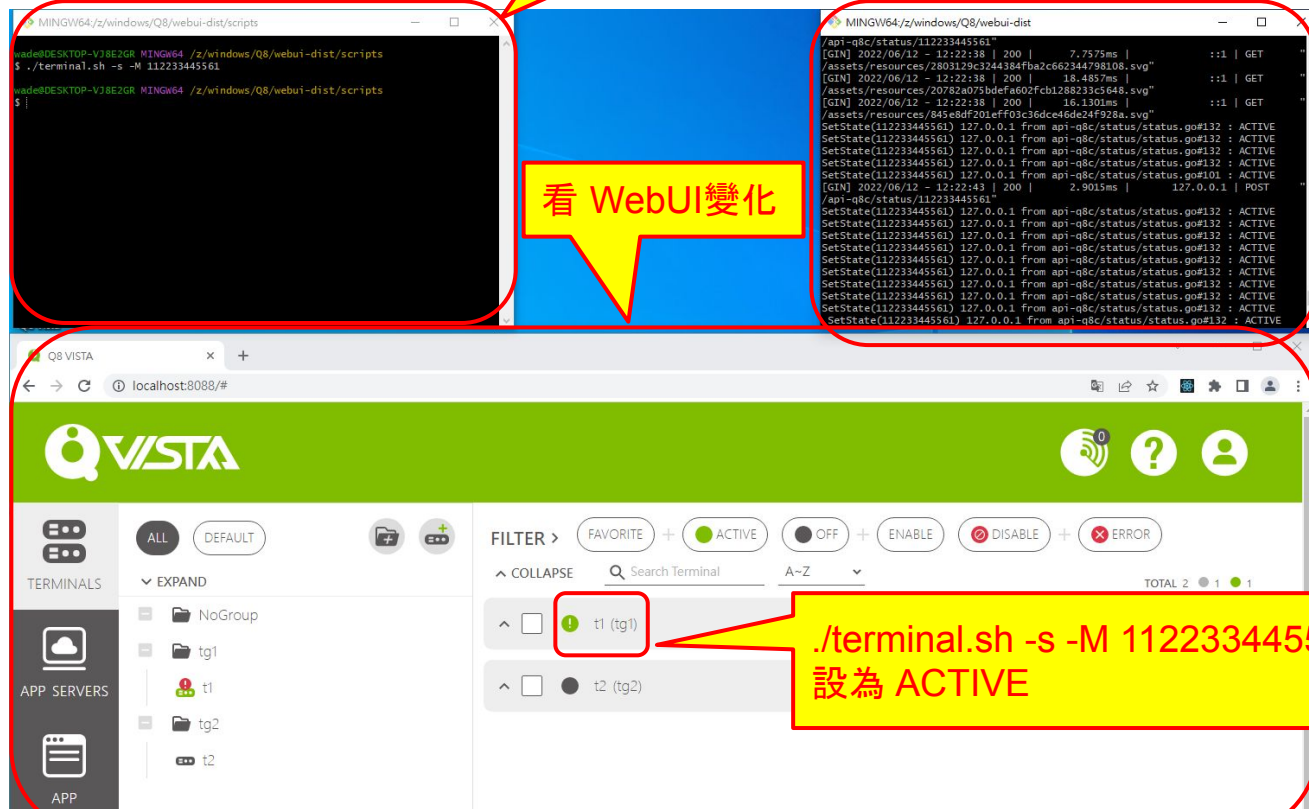 MINGW64:/z/windows/Q8/webui-dist/scripts
wade@DESKTOP-VJ8E2GR MINGW64 /z/windows/Q8/webui-dist/scripts
$ ./terminal.sh -s -M 112233445561
wade@DESKTOP-VJ8E2GR MINGW64 /z/windows/Q8/webui-dist/scripts
$
MINGW64:/z/windows/Q8/webui-dist
/api-q8c/status/112233445561"
[GIN] 2022/06/12 - 12:22:38 | 200 | 7.7575ms | ::1 | GET "
/assets/resources/2803129c3244384fba2c662344798108.svg"
[GIN] 2022/06/12 - 12:22:38 | 200 | 18.4857ms | ::1 | GET "
/assets/resources/20782a075bdefa602fcb1288233c5648.svg"
[GIN] 2022/06/12 - 12:22:38 | 200 | 16.1301ms | ::1 | GET "
/assets/resources/845e8df201eff03c36dce46de24f928a.svg"
SetState(112233445561) 127.0.0.1 from api-q8c/status/status.go#132 : ACTIVE
SetState(112233445561) 127.0.0.1 from api-q8c/status/status.go#132 : ACTIVE
SetState(112233445561) 127.0.0.1 from api-q8c/status/status.go#132 : ACTIVE
SetState(112233445561) 127.0.0.1 from api-q8c/status/status.go#132 : ACTIVE
SetState(112233445561) 127.0.0.1 from api-q8c/status/status.go#101 : ACTIVE
[GIN] 2022/06/12 - 12:22:43 | 200 | 2.9015ms | 127.0.0.1 | POST "
/api-q8c/status/112233445561"
SetState(112233445561) 127.0.0.1 from api-q8c/status/status.go#132 : ACTIVE
SetState(112233445561) 127.0.0.1 from api-q8c/status/status.go#132 : ACTIVE
SetState(112233445561) 127.0.0.1 from api-q8c/status/status.go#132 : ACTIVE
SetState(112233445561) 127.0.0.1 from api-q8c/status/status.go#132 : ACTIVE
SetState(112233445561) 127.0.0.1 from api-q8c/status/status.go#132 : ACTIVE
SetState(112233445561) 127.0.0.1 from api-q8c/status/status.go#132 : ACTIVE
SetState(112233445561) 127.0.0.1 from api-q8c/status/status.go#132 : ACTIVE
SetState(112233445561) 127.0.0.1 from api-q8c/status/status.go#132 : ACTIVE
SetState(112233445561) 127.0.0.1 from api-q8c/status/status.go#132 : ACTIVE
SetState(112233445561) 127.0.0.1 from api-q8c/status/status.go#132 : ACTIVE
看 WebUI變化
Q8 VISTA
localhost:8088/#
Q VISTA
0
TERMINALS
APP SERVERS
APP
ALL
DEFAULT
EXPAND
NoGroup
tg1
t1
tg2
t2
FILTER > FAVORITE + ACTIVE OFF + ENABLE DISABLE + ERROR
COLLAPSE Search Terminal A~Z
TOTAL 2 1 1
t1 (tg1)
t2 (tg2)
./terminal.sh -s -M 1122334455
設為 ACTIVE